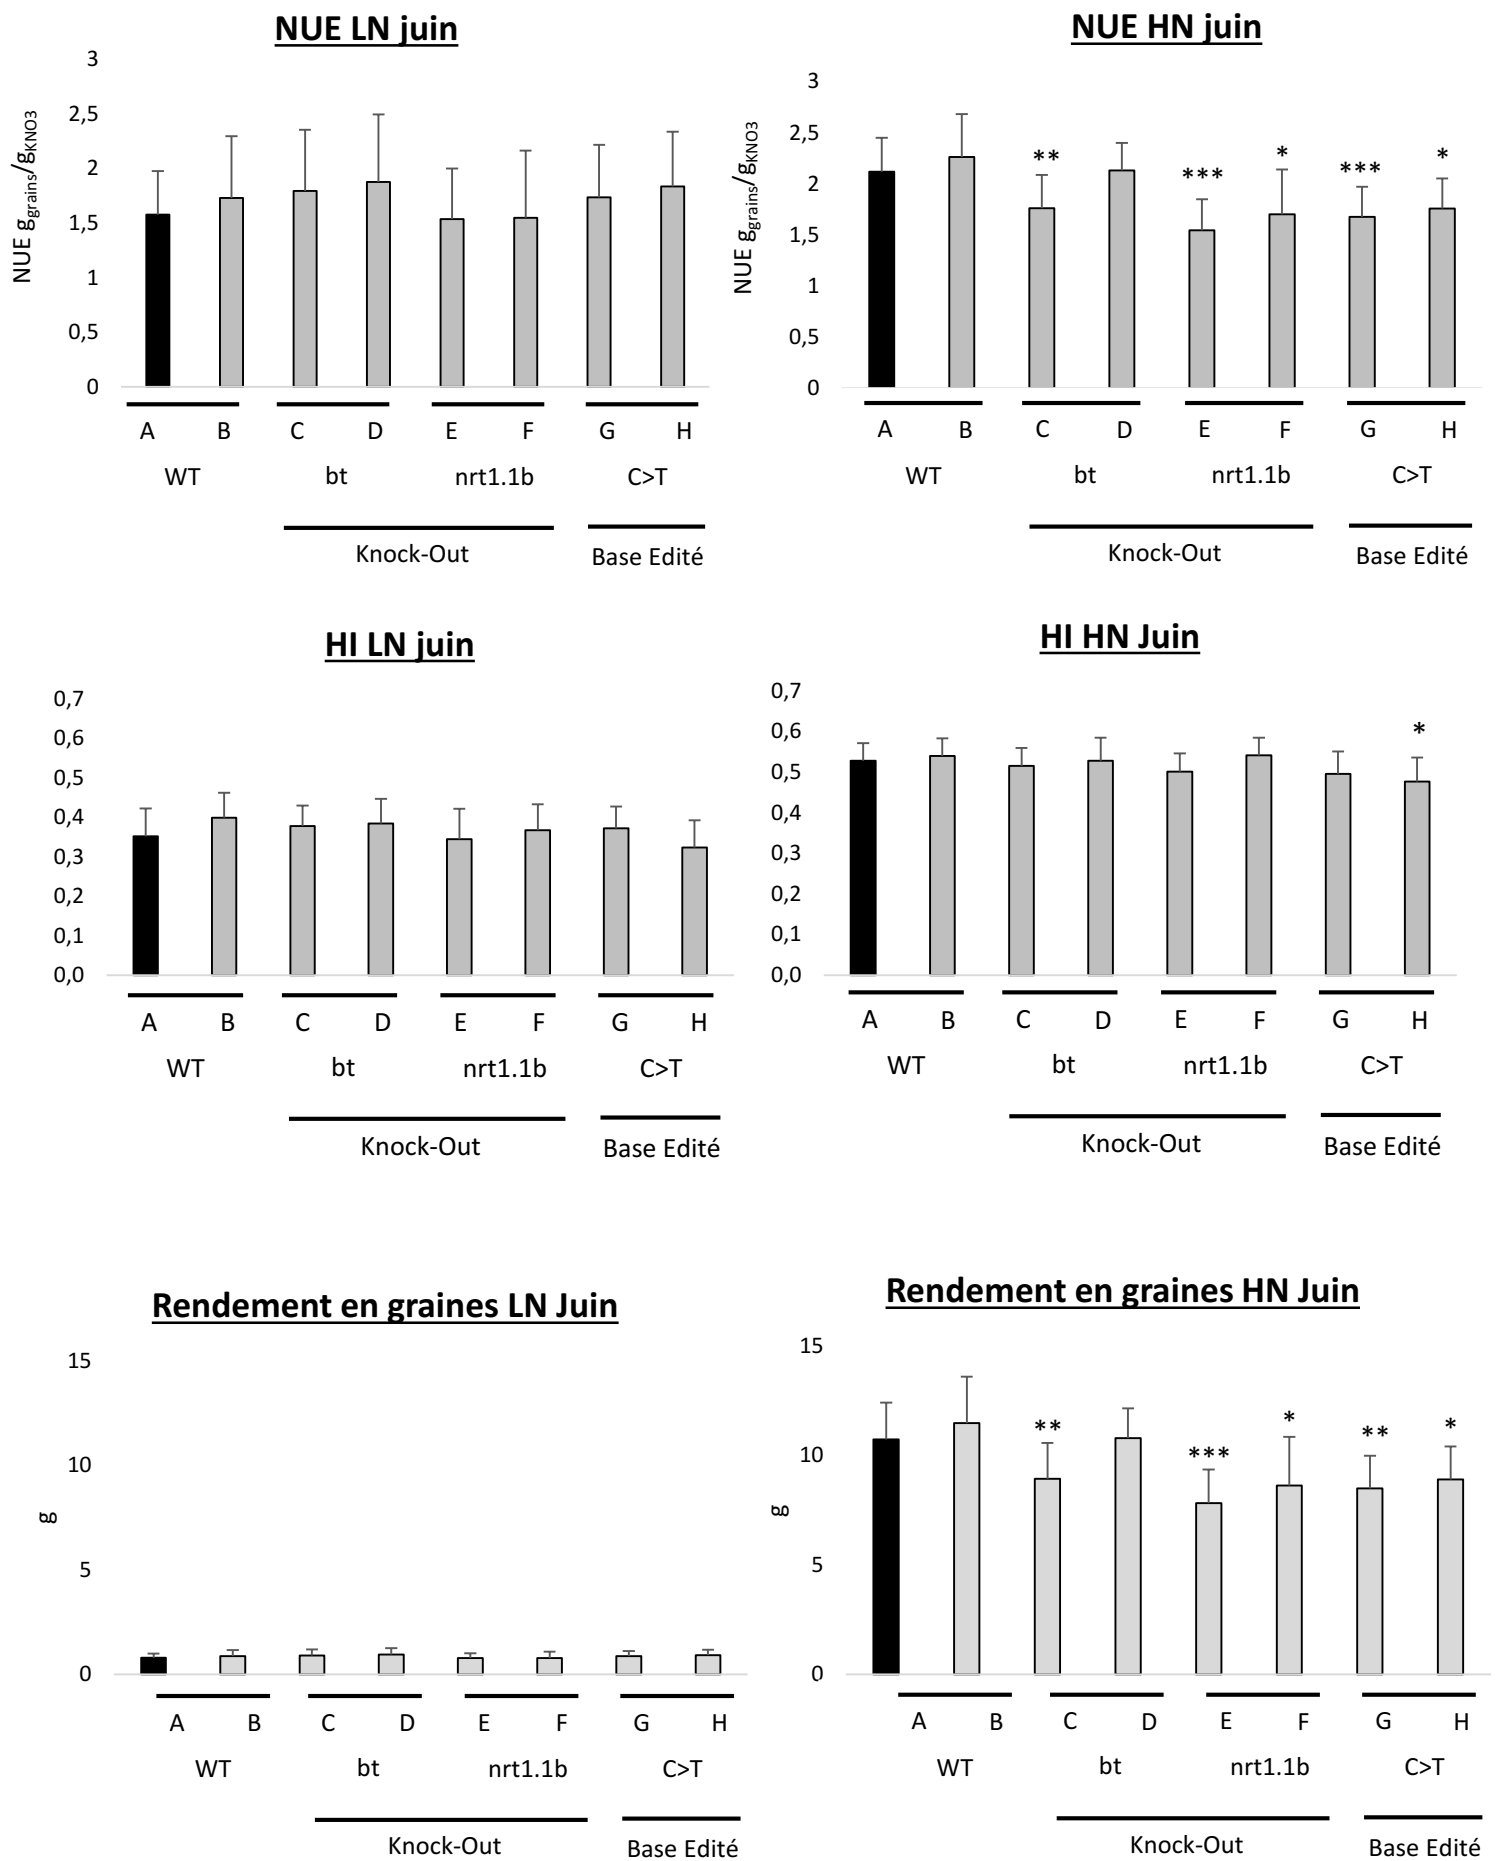 NUE LN juin
NUE g grains/g KNO3
3
2,5
2
1,5
1
0,5
0
A B C D E F G H
WT bt nrt1.1b C>T
Knock-Out Base Edité
NUE HN juin
NUE g grains/g KNO3
3
2,5
2
1,5
1
0,5
0
** *** * *** *
A B C D E F G H
WT bt nrt1.1b C>T
Knock-Out Base Edité
HI LN juin
0,7
0,6
0,5
0,4
0,3
0,2
0,1
0,0
A B C D E F G H
WT bt nrt1.1b C>T
Knock-Out Base Edité
HI HN Juin
0,7
0,6
0,5
0,4
0,3
0,2
0,1
0,0
*
A B C D E F G H
WT bt nrt1.1b C>T
Knock-Out Base Edité
Rendement en graines LN Juin
g
15
10
5
0
A B C D E F G H
WT bt nrt1.1b C>T
Knock-Out Base Edité
Rendement en graines HN Juin
g
15
10
5
0
** *** * ** *
A B C D E F G H
WT bt nrt1.1b C>T
Knock-Out Base Edité